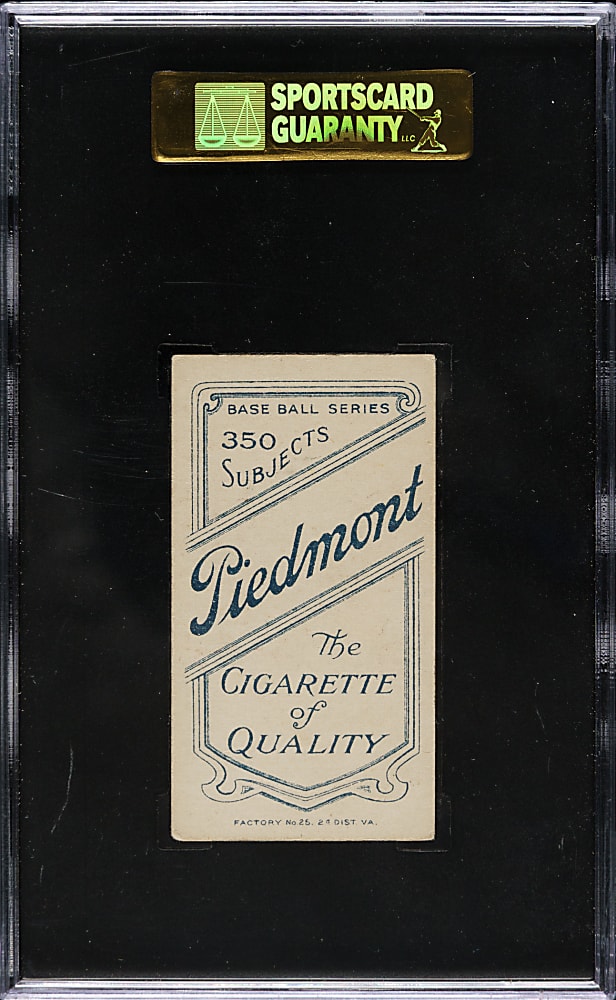 SPORTSCARD
GUARANTY LLC
BASE BALL SERIES
350
SUBJECTS
Piedmont
The
CIGARETTE
of
QUALITY
FACTORY No 25. 2d DIST. VA.